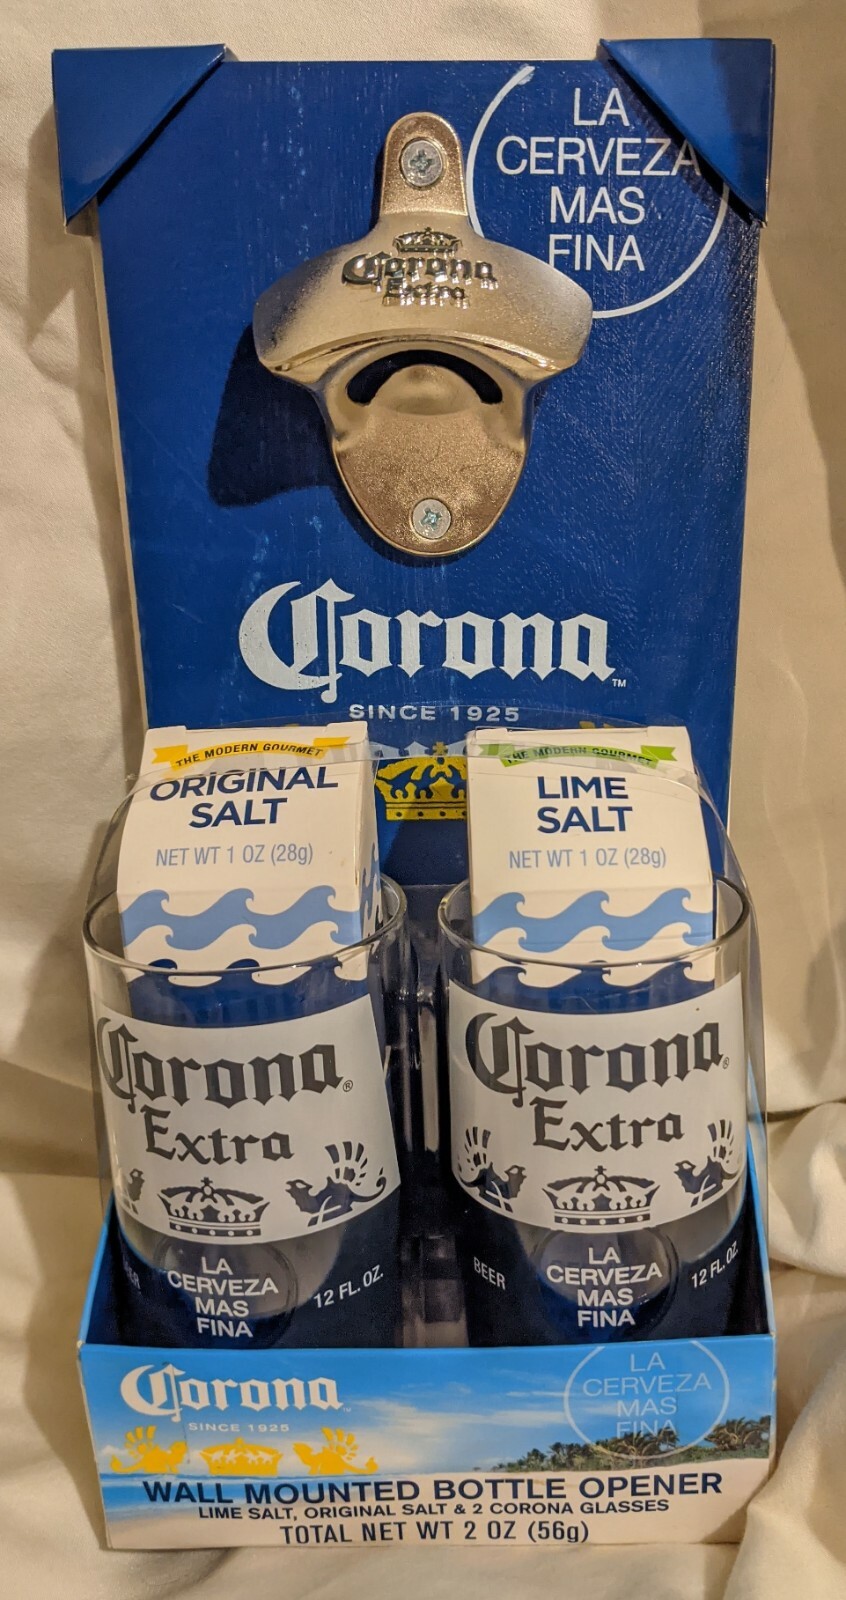 LA
CERVEZA
MAS
FINA
Corona
Extra
Corona™
SINCE 1925
THE MODERN GOURMET
ORIGINAL
SALT
NET WT 1 OZ (28g)
THE MODERN GOURMET
LIME
SALT
NET WT 1 OZ (28g)
Corona®
Extra
LA
CERVEZA
MAS
FINA
12 FL. OZ.
Corona®
Extra
BEER
LA
CERVEZA
MAS
FINA
12 FL. OZ.
Corona
SINCE 1925
LA
CERVEZA
MAS
FINA
WALL MOUNTED BOTTLE OPENER
LIME SALT, ORIGINAL SALT & 2 CORONA GLASSES
TOTAL NET WT 2 OZ (56g)